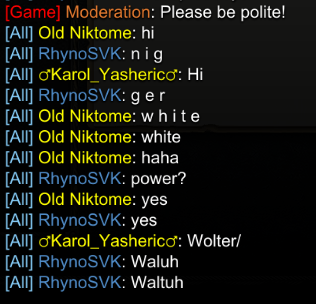 [Game] Moderation: Please be polite!
[All] Old Niktome: hi
[All] RhynoSVK: n i g
[All] ♂Karol_Yasheric♂: Hi
[All] RhynoSVK: g e r
[All] Old Niktome: w h i t e
[All] Old Niktome: white
[All] Old Niktome: haha
[All] RhynoSVK: power?
[All] Old Niktome: yes
[All] RhynoSVK: yes
[All] ♂Karol_Yasheric♂: Wolter/
[All] RhynoSVK: Waluh
[All] RhynoSVK: Waltuh